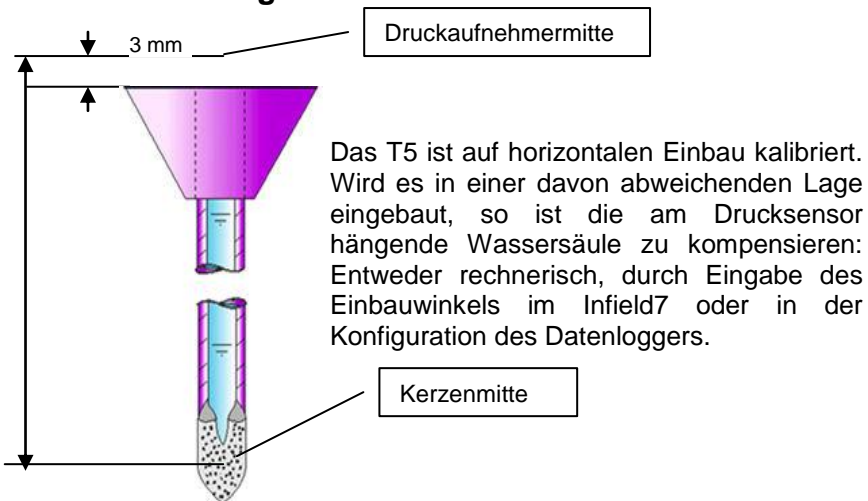 Druckaufnehmermitte
3 mm
Das T5 ist auf horizontalen Einbau kalibriert.
Wird es in einer davon abweichenden Lage
eingebaut, so ist die am Drucksensor
hängende Wassersäule zu kompensieren:
Entweder rechnerisch, durch Eingabe des
Einbauwinkels im Infield7 oder in der
Konfiguration des Datenloggers.
Kerzenmitte